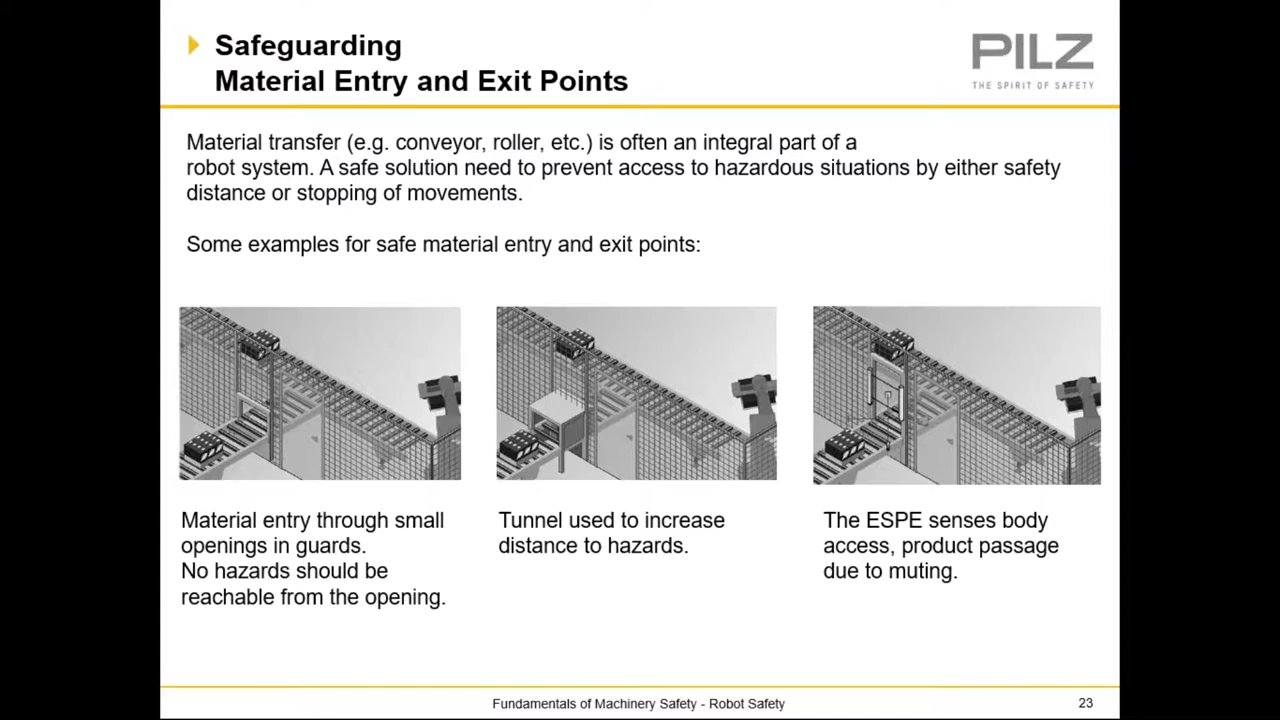 Safeguarding
Material Entry and Exit Points
PILZ
THE SPIRIT OF SAFETY
Material transfer (e.g. conveyor, roller, etc.) is often an integral part of a
robot system. A safe solution need to prevent access to hazardous situations by either safety
distance or stopping of movements.
Some examples for safe material entry and exit points:
Material entry through small
openings in guards.
No hazards should be
reachable from the opening.
Tunnel used to increase
distance to hazards.
The ESPE senses body
access, product passage
due to muting.
Fundamentals of Machinery Safety - Robot Safety
23